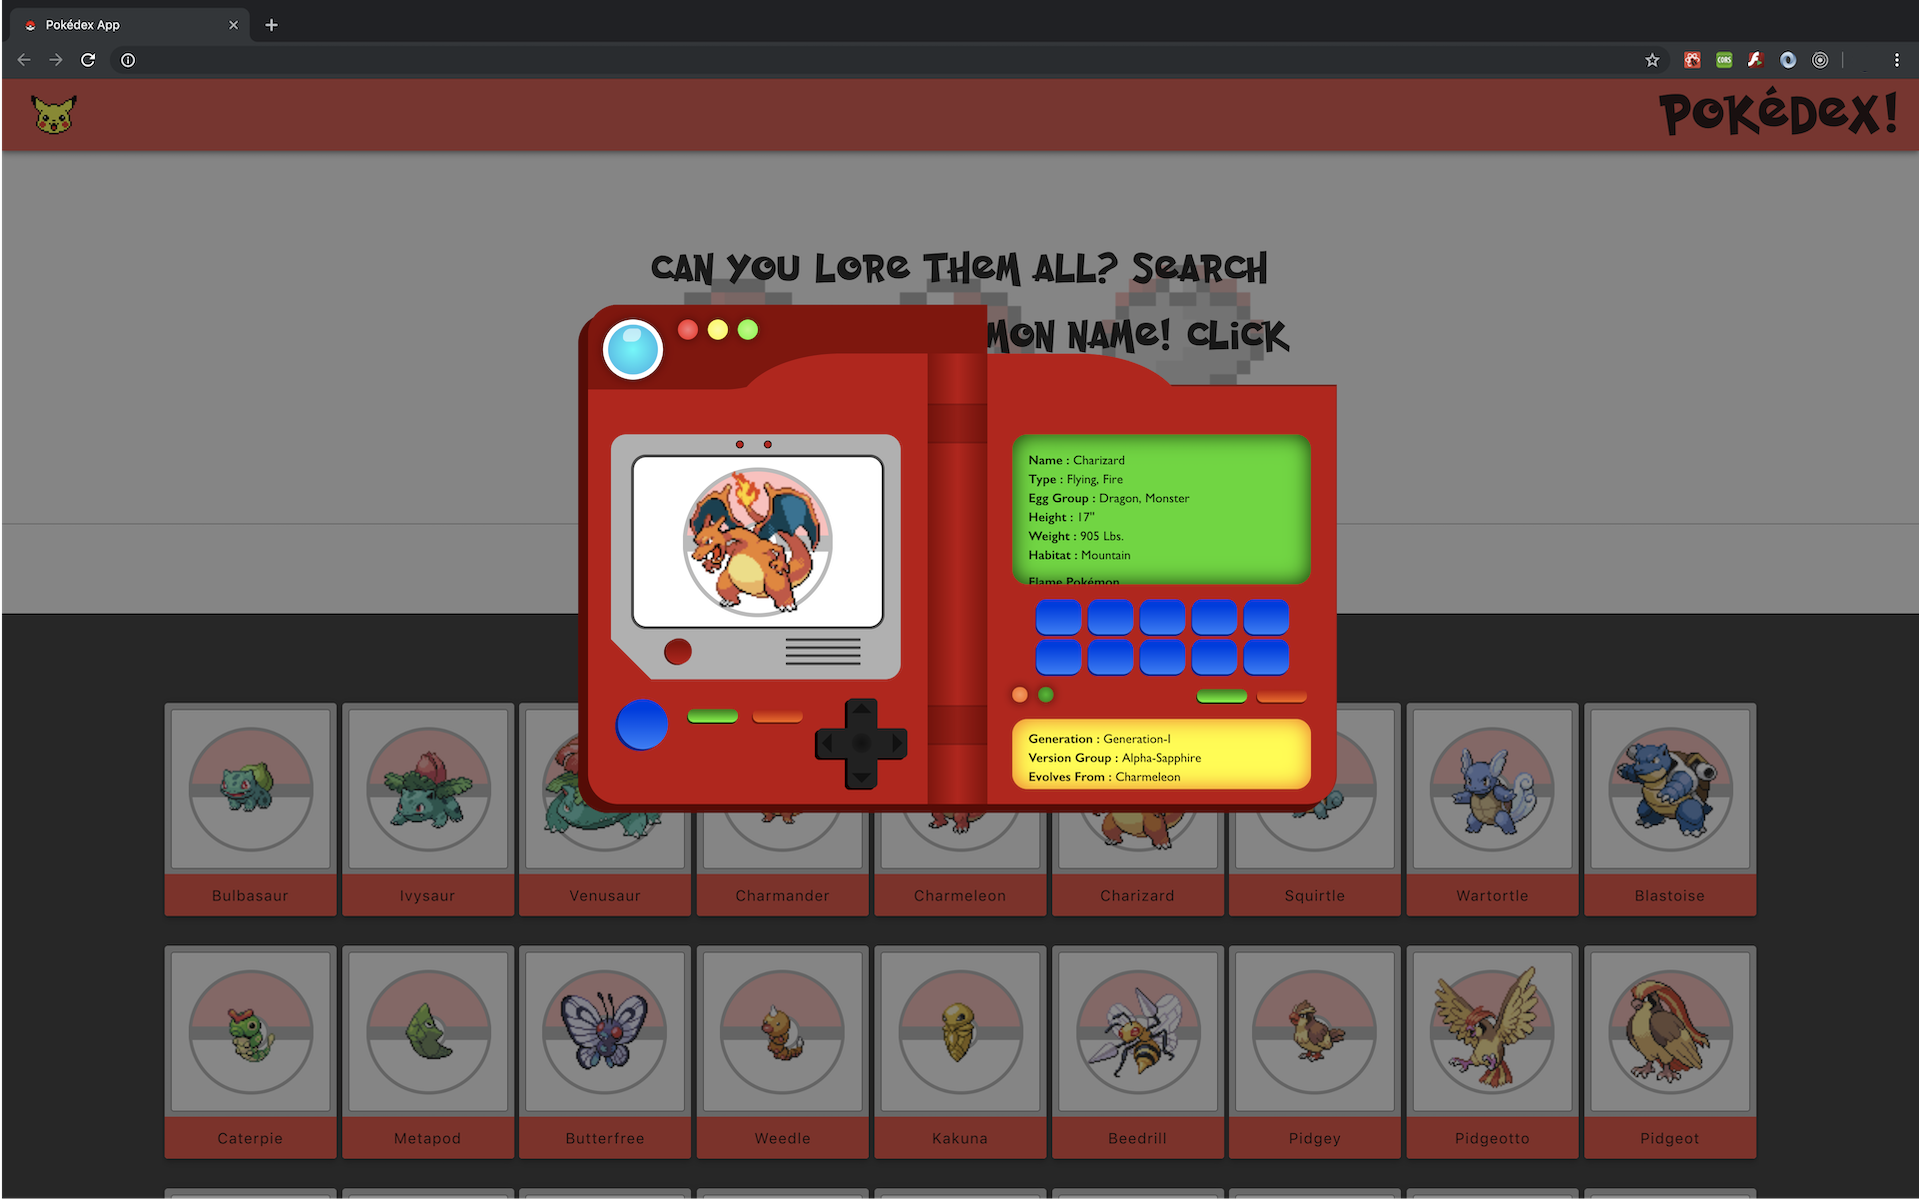 Pokédex App
CORS
POKéDeX!
CAN YOU LORe THeM ALL? SeARCH
MON NAMe! CLiCK
Name : Charizard
Type : Flying, Fire
Egg Group : Dragon, Monster
Height : 17"
Weight : 905 Lbs.
Habitat : Mountain
Flame Pokémon
Generation : Generation-I
Version Group : Alpha-Sapphire
Evolves From : Charmeleon
Bulbasaur
Ivysaur
Venusaur
Charmander
Charmeleon
Charizard
Squirtle
Wartortle
Blastoise
Caterpie
Metapod
Butterfree
Weedle
Kakuna
Beedrill
Pidgey
Pidgeotto
Pidgeot